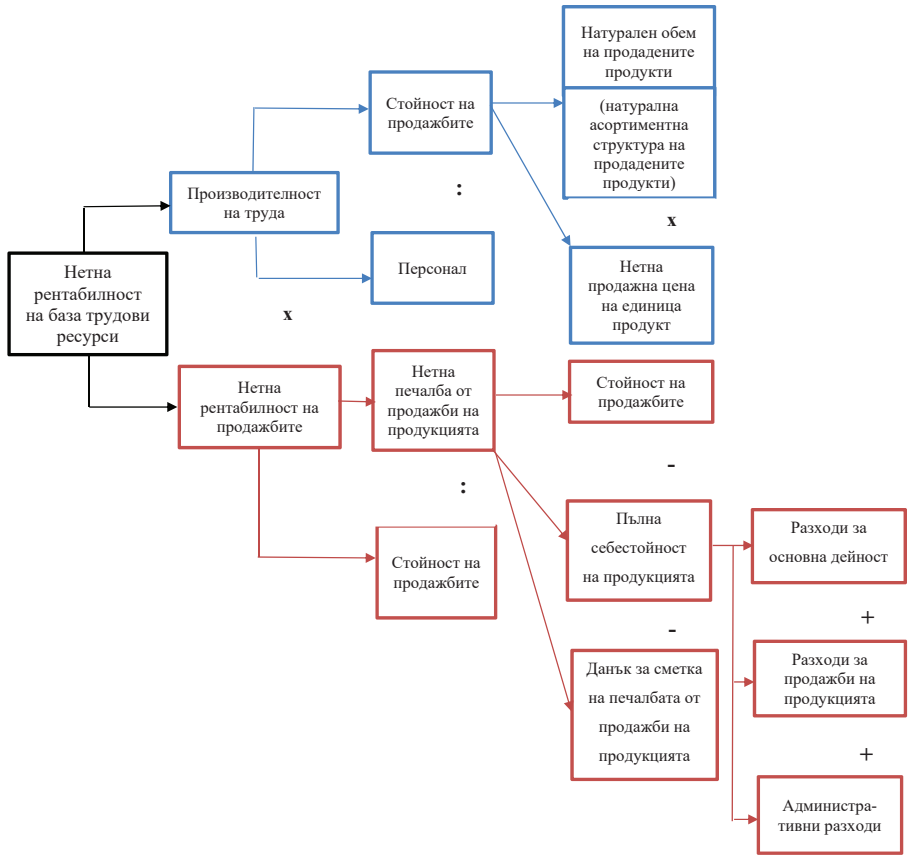 Натурален обем
на продадените
продукти
(натурална
асортиментна
структура на
продадените
продукти)
Стойност на
продажбите
:
Производителност
на труда
x
Персонал
Нетна
продажна цена
на единица
продукт
Нетна
рентабилност
на база трудови
ресурси
x
Нетна
рентабилност на
продажбите
Нетна
печалба от
продажби на
продукцията
Стойност на
продажбите
-
:
Стойност на
продажбите
Пълна
себестойност
на продукцията
Разходи за
основна дейност
+
-
Данък за сметка
на печалбата от
продажби на
продукцията
Разходи за
продажби на
продукцията
+
Администра-
тивни разходи